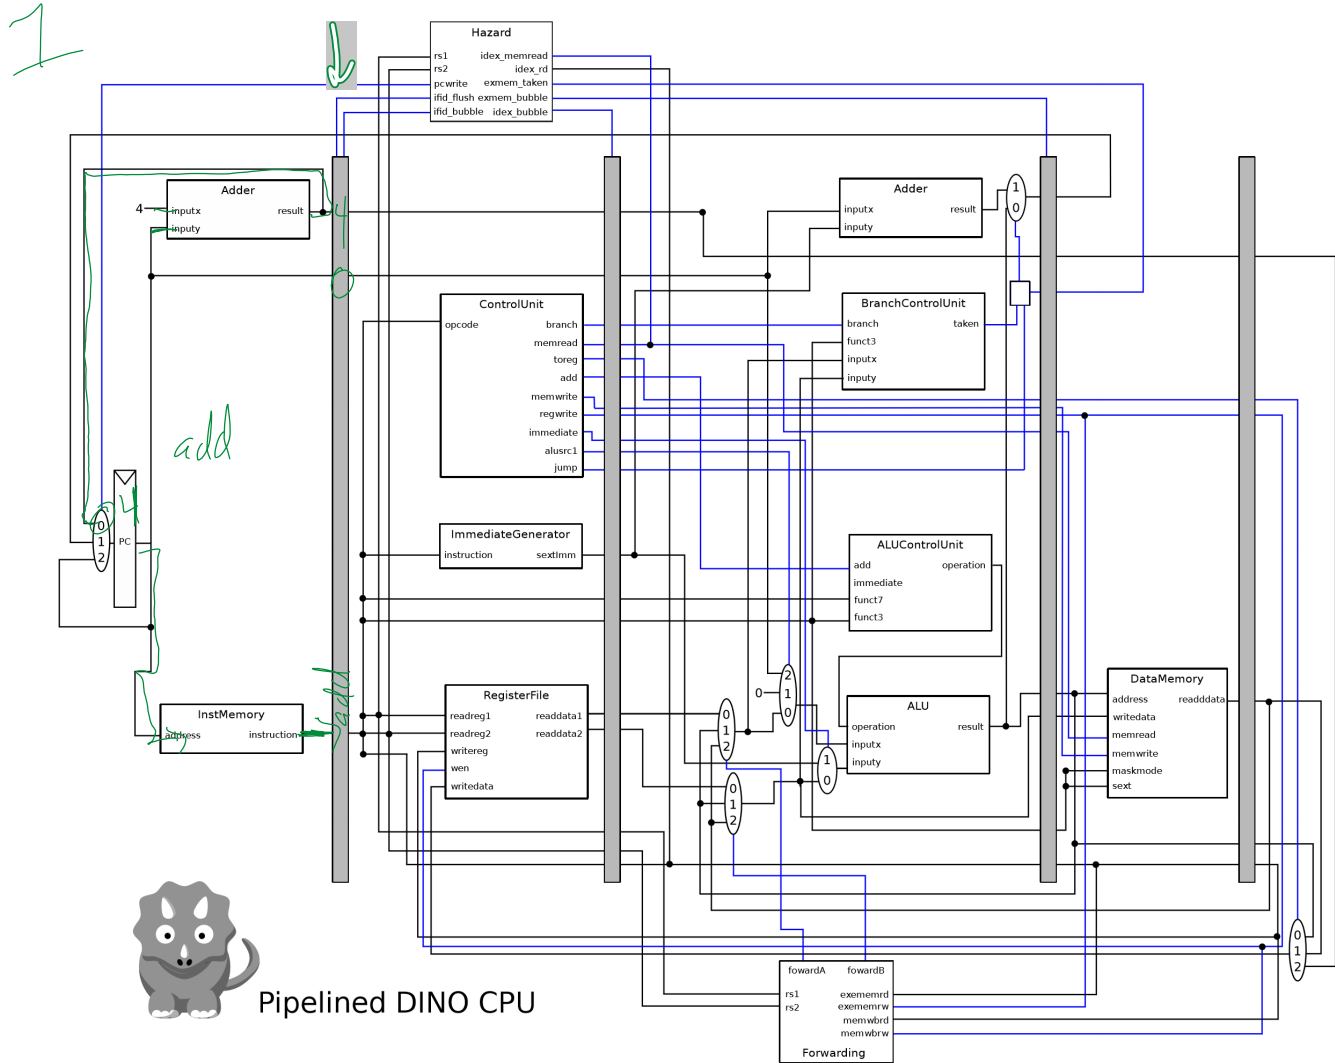 1
Hazard
rs1 idex_memread
rs2 idex_rd
pcwrite exmem_taken
ifid_flush exmem_bubble
ifid_bubble idex_bubble
Adder
4 inputx result
inputy
4
0
Adder
inputx result
inputy
1
0
ControlUnit
opcode branch
memread
toreg
add
memwrite
regwrite
immediate
alusrc1
jump
BranchControlUnit
branch taken
funct3
inputx
inputy
add
4
0
1
2
PC
ImmediateGenerator
instruction sextImm
ALUControlUnit
add operation
immediate
funct7
funct3
InstMemory
address instruction
add
RegisterFile
readreg1 readdata1
readreg2 readdata2
writereg
wen
writedata
0
1
2
0
1
2
2
0 1
0
1
0
ALU
operation result
inputx
inputy
DataMemory
address readddata
writedata
memread
memwrite
maskmode
sext
0
1
2
Pipelined DINO CPU
fowardA fowardB
rs1 exememrd
rs2 exememrw
memwbrd
memwbrw
Forwarding